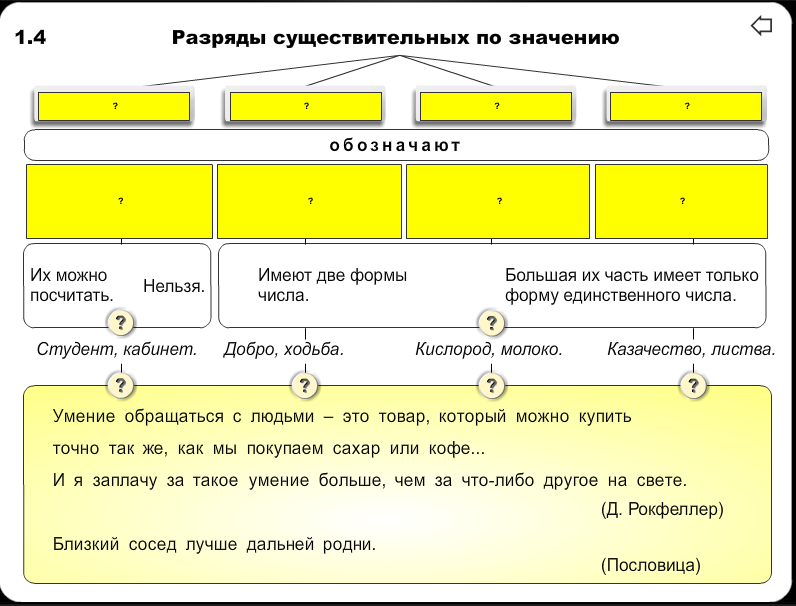 1.4 Разряды существительных по значению
? ? ? ?
обозначают
? ? ? ?
Их можно
посчитать.
Нельзя.
Имеют две формы
числа.
Большая их часть имеет только
форму единственного числа.
? ?
Студент, кабинет. Добро, ходьба. Кислород, молоко. Казачество, листва.
? ? ? ?
Умение обращаться с людьми – это товар, который можно купить
точно так же, как мы покупаем сахар или кофе...
И я заплачу за такое умение больше, чем за что-либо другое на свете.
(Д. Рокфеллер)
Близкий сосед лучше дальней родни.
(Пословица)